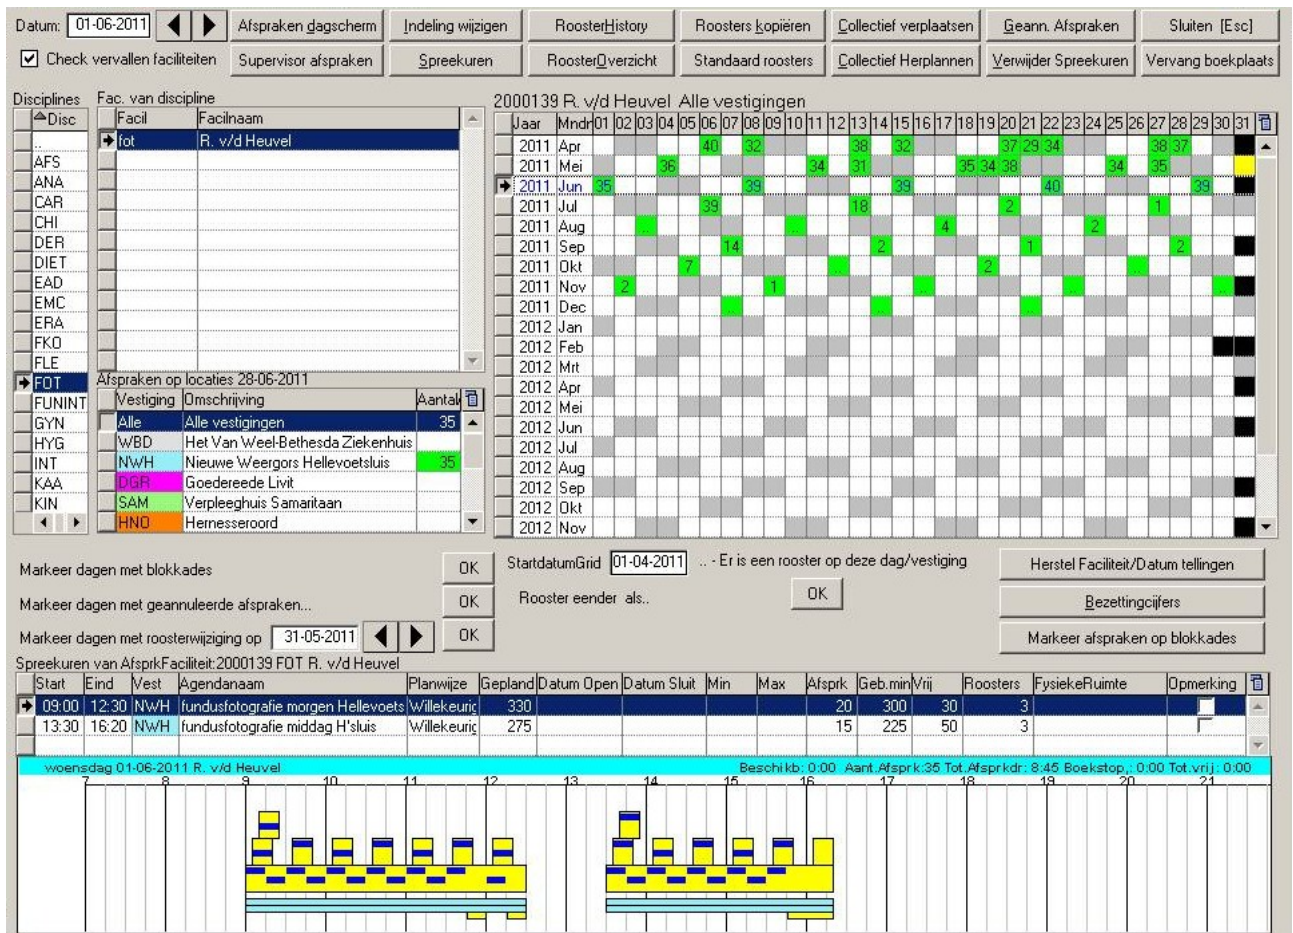 Datum: 01-06-2011 Afspraken dagscherm Indeling wijzigen RoosterHistory Roosters kopiëren Collectief verplaatsen Geann. Afspraken Sluiten [Esc]
Check vervallen faciliteiten Supervisor afspraken Spreekuren RoosterOverzicht Standaard roosters Collectief Herplannen Verwijder Spreekuren Vervang boekplaats
Disciplines
Disc
..
AFS
ANA
CAR
CHI
DER
DIET
EAD
EMC
ERA
FKO
FLE
FOT
FUNINT
GYN
HYG
INT
KAA
KIN
Fac. van discipline
Facil Facilnaam
fot R. v/d Heuvel
Afspraken op locaties 28-06-2011
Vestiging Omschrijving Aantal
Alle Alle vestigingen 35
WBD Het Van Weel-Bethesda Ziekenhuis
NWH Nieuwe Weergors Hellevoetsluis 35
DGR Goedereede Livit
SAM Verpleeghuis Samaritaan
HNO Hernesseroord
2000139 R. v/d Heuvel Alle vestigingen
Jaar Mndr 01 02 03 04 05 06 07 08 09 10 11 12 13 14 15 16 17 18 19 20 21 22 23 24 25 26 27 28 29 30 31
2011 Apr 40 32 38 32 37 29 34 38 37
2011 Mei 36 34 31 35 34 38 34 35
2011 Jun 35 39 39 40 39
2011 Jul 39 18 2 1
2011 Aug .. .. 4 2
2011 Sep 14 2 1 2
2011 Okt 7 .. 2 ..
2011 Nov 2 1 .. .. ..
2011 Dec .. .. ..
2012 Jan
2012 Feb
2012 Mrt
2012 Apr
2012 Mei
2012 Jun
2012 Jul
2012 Aug
2012 Sep
2012 Okt
2012 Nov
Markeer dagen met blokkades OK
Markeer dagen met geannuleerde afspraken... OK
Markeer dagen met roosterwijziging op 31-05-2011 OK
StartdatumGrid 01-04-2011 .. - Er is een rooster op deze dag/vestiging
Rooster eender als.. OK
Herstel Faciliteit/Datum tellingen
Bezettingcijfers
Markeer afspraken op blokkades
Spreekuren van AfsprkFaciliteit:2000139 FOT R. v/d Heuvel
Start Eind Vest Agendanaam Planwijze Gepland Datum Open Datum Sluit Min Max Afsprk Geb.min Vrij Roosters FysiekeRuimte Opmerking
09:00 12:30 NWH fundusfotografie morgen Hellevoets Willekeurig 330 20 300 30 3
13:30 16:20 NWH fundusfotografie middag H'sluis Willekeurig 275 15 225 50 3
woensdag 01-06-2011 R. v/d Heuvel Beschikb: 0:00 Aant.Afsprk:35 Tot.Afsprkdr: 8:45 Boekstop,: 0:00 Tot.vrij: 0:00
7 8 9 10 11 12 13 14 15 16 17 18 19 20 21